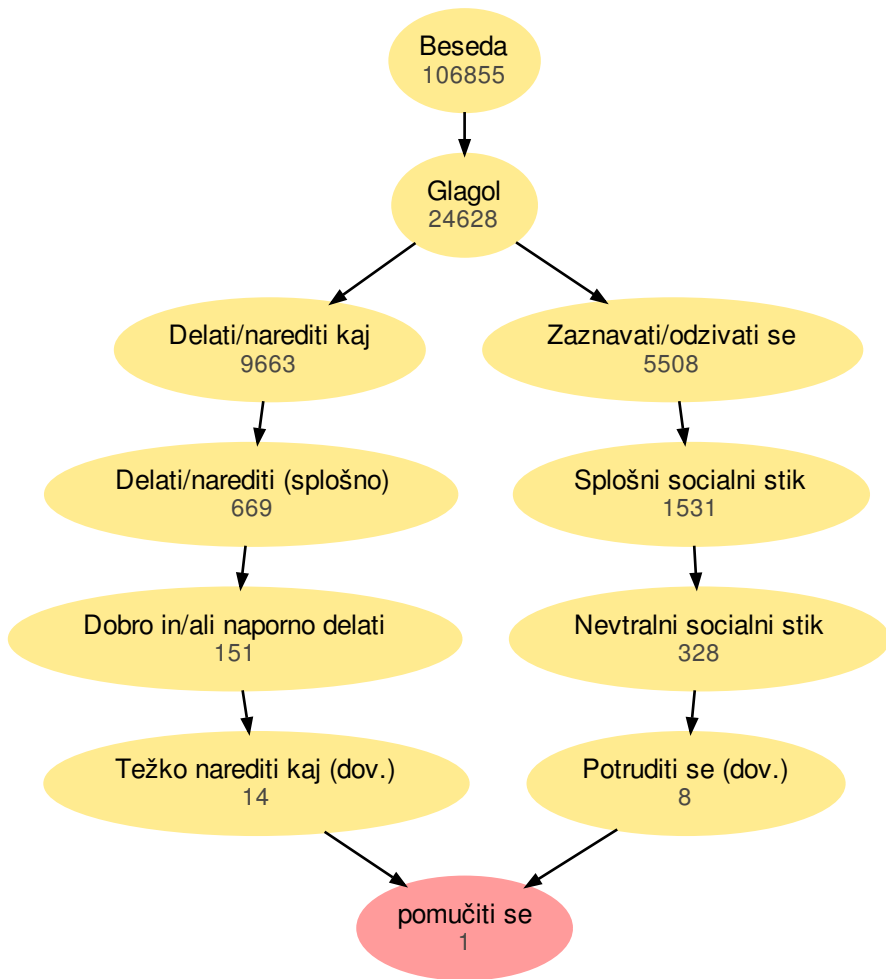 Beseda
106855
Glagol
24628
Delati/narediti kaj
9663
Zaznavati/odzivati se
5508
Delati/narediti (splošno)
669
Splošni socialni stik
1531
Dobro in/ali naporno delati
151
Nevtralni socialni stik
328
Težko narediti kaj (dov.)
14
Potruditi se (dov.)
8
pomučiti se
1